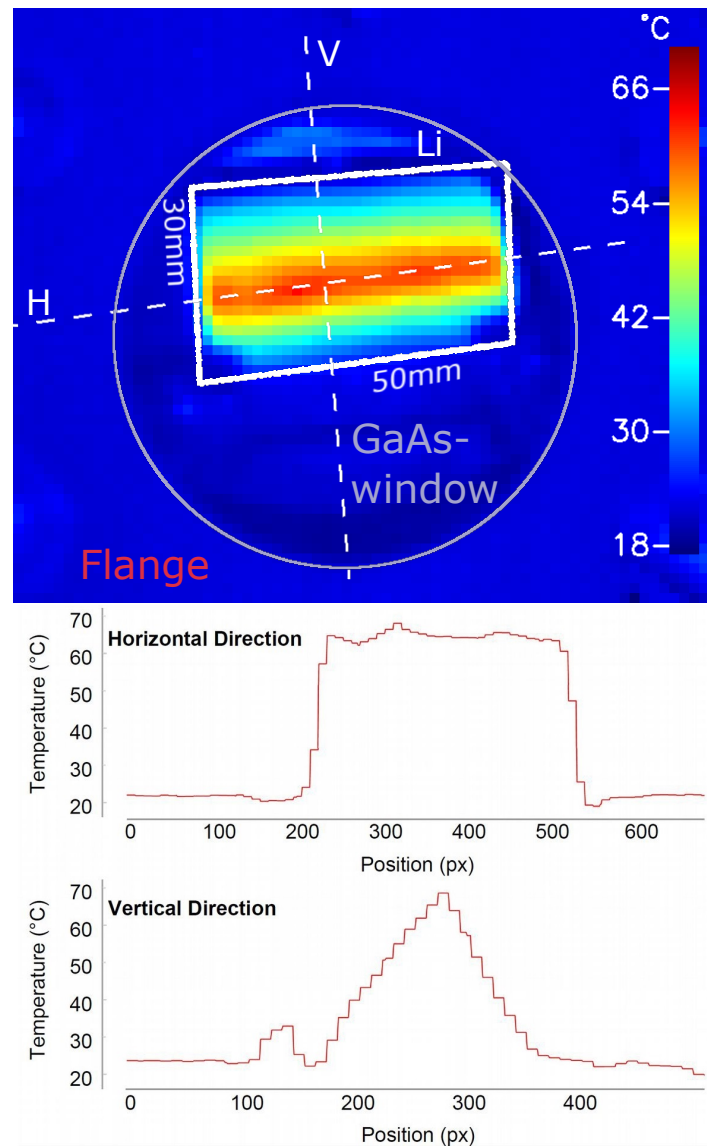 °C
V
66
Li
54
30mm
H
42
50mm
GaAs-
window
30
18
Flange
70
60
50
40
30
20
Horizontal Direction
Temperature (°C)
0 100 200 300 400 500 600
Position (px)
70
60
50
40
30
20
Vertical Direction
Temperature (°C)
0 100 200 300 400
Position (px)